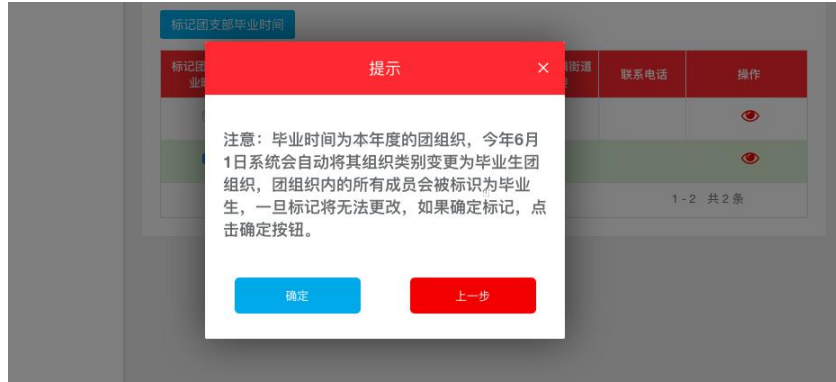 标记团支部毕业时间
标记团
业时
提示
×
街道
联系电话
操作
注意：毕业时间为本年度的团组织，今年6月
1日系统会自动将其组织类别变更为毕业生团
组织，团组织内的所有成员会被标识为毕业
生，一旦标记将无法更改，如果确定标记，点
击确定按钮。
1-2 共2条
确定
上一步